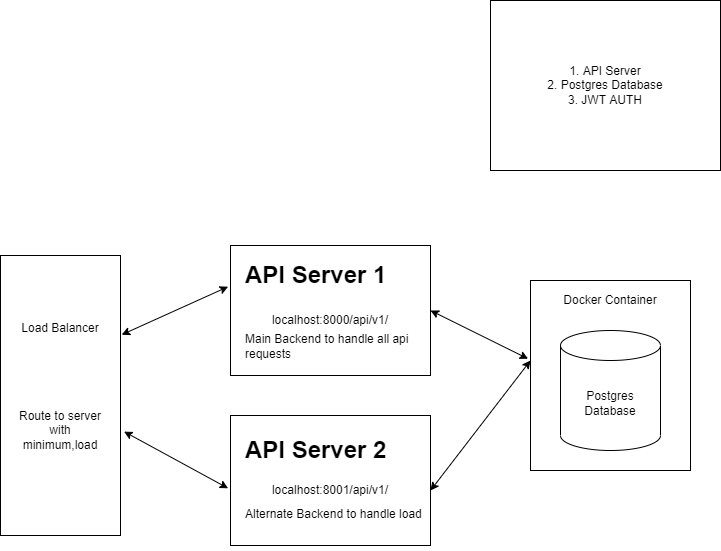 1. API Server
2. Postgres Database
3. JWT AUTH
Load Balancer
Route to server
with
minimum,load
API Server 1
localhost:8000/api/v1/
Main Backend to handle all api
requests
API Server 2
localhost:8001/api/v1/
Alternate Backend to handle load
Docker Container
Postgres
Database